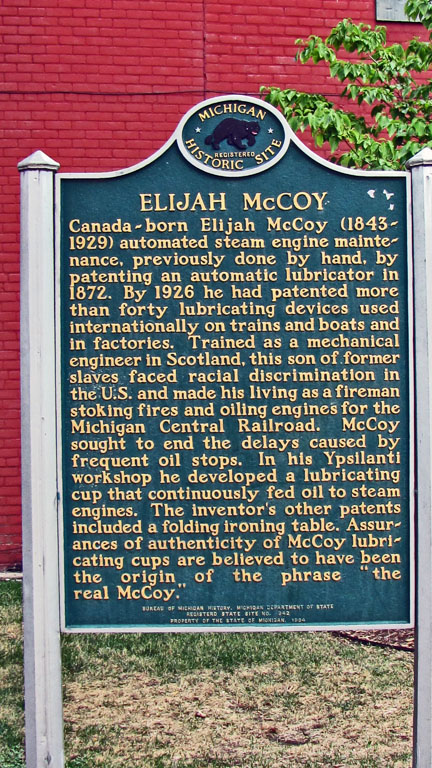 MICHIGAN
REGISTERED
HISTORIC SITE
ELIJAH McCOY
Canada-born Elijah McCoy (1843-
1929) automated steam engine mainte-
nance, previously done by hand, by
patenting an automatic lubricator in
1872. By 1926 he had patented more
than forty lubricating devices used
internationally on trains and boats and
in factories. Trained as a mechanical
engineer in Scotland, this son of former
slaves faced racial discrimination in
the U.S. and made his living as a fireman
stoking fires and oiling engines for the
Michigan Central Railroad. McCoy
sought to end the delays caused by
frequent oil stops. In his Ypsilanti
workshop he developed a lubricating
cup that continuously fed oil to steam
engines. The inventor's other patents
included a folding ironing table. Assur-
ances of authenticity of McCoy lubri-
cating cups are believed to have been
the origin of the phrase "the
real McCoy."
BUREAU OF MICHIGAN HISTORY, MICHIGAN DEPARTMENT OF STATE
REGISTERED STATE SITE NO. 342
PROPERTY OF THE STATE OF MICHIGAN, 1994